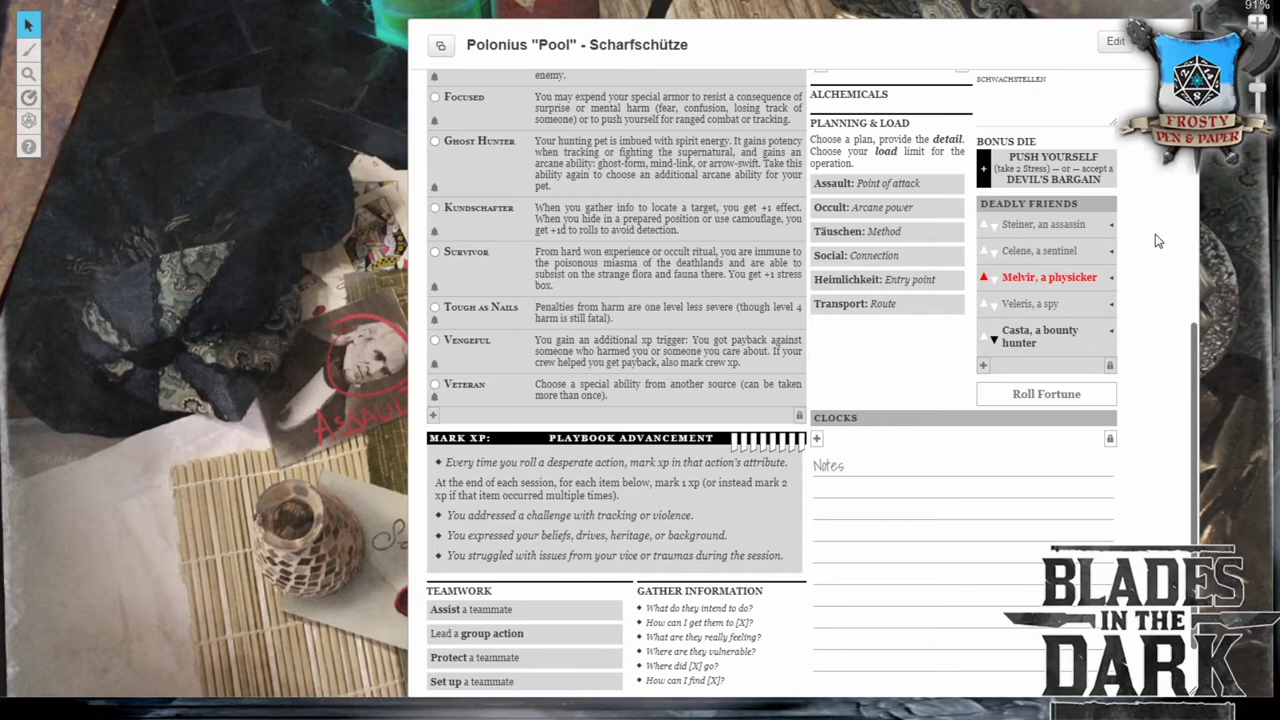 91%
Polonius "Pool" - Scharfschütze
Edit
FROSTY
PEN & PAPER
enemy.
FOCUSED
You may expend your special armor to resist a consequence of
surprise or mental harm (fear, confusion, losing track of
someone) or to push yourself for ranged combat or tracking.
GHOST HUNTER
Your hunting pet is imbued with spirit energy. It gains potency
when tracking or fighting the supernatural, and gains an
arcane ability: ghost-form, mind-link, or arrow-swift. Take this
ability again to choose an additional arcane ability for your
pet.
KUNDSCHAFTER
When you gather info to locate a target, you get +1 effect.
When you hide in a prepared position or use camouflage, you
get +1d to rolls to avoid detection.
SURVIVOR
From hard won experience or occult ritual, you are immune to
the poisonous miasma of the deathlands and are able to
subsist on the strange flora and fauna there. You get +1 stress
box.
TOUGH AS NAILS
Penalties from harm are one level less severe (though level 4
harm is still fatal).
VENGEFUL
You gain an additional xp trigger: You got payback against
someone who harmed you or someone you care about. If your
crew helped you get payback, also mark crew xp.
VETERAN
Choose a special ability from another source (can be taken
more than once).
MARK XP: PLAYBOOK ADVANCEMENT
Every time you roll a desperate action, mark xp in that action's attribute.
At the end of each session, for each item below, mark 1 xp (or instead mark 2
xp if that item occurred multiple times).
You addressed a challenge with tracking or violence.
You expressed your beliefs, drives, heritage, or background.
You struggled with issues from your vice or traumas during the session.
TEAMWORK
Assist a teammate
Lead a group action
Protect a teammate
Set up a teammate
GATHER INFORMATION
What do they intend to do?
How can I get them to [X]?
What are they really feeling?
Where are they vulnerable?
Where did [X] go?
How can I find [X]?
ALCHEMICALS
PLANNING & LOAD
Choose a plan, provide the detail.
Choose your load limit for the
operation.
Assault: Point of attack
Occult: Arcane power
Täuschen: Method
Social: Connection
Heimlichkeit: Entry point
Transport: Route
SCHWACHSTELLEN
BONUS DIE
PUSH YOURSELF
(take 2 Stress) — or — accept a
DEVIL'S BARGAIN
DEADLY FRIENDS
Steiner, an assassin
Celene, a sentinel
Melvir, a physicker
Veleris, a spy
Casta, a bounty
hunter
Roll Fortune
CLOCKS
Notes
ASSAUL
BLADES
IN THE
DARK